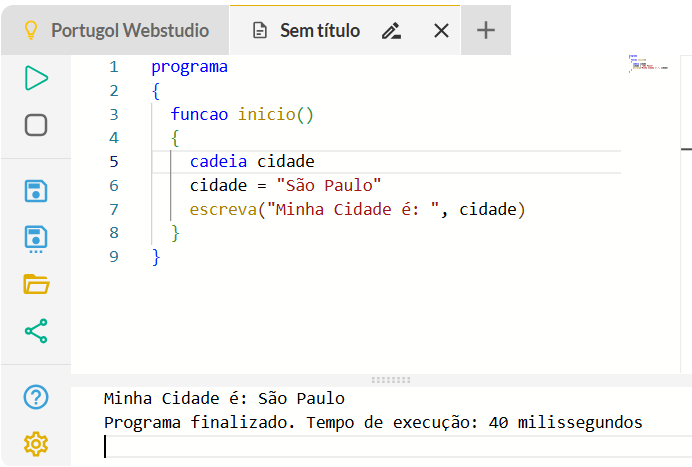 Portugol Webstudio
Sem título
1 programa
2 {
3 funcao inicio()
4 {
5 cadeia cidade
6 cidade = "São Paulo"
7 escreva("Minha Cidade é: ", cidade)
8 }
9 }
Minha Cidade é: São Paulo
Programa finalizado. Tempo de execução: 40 milissegundos